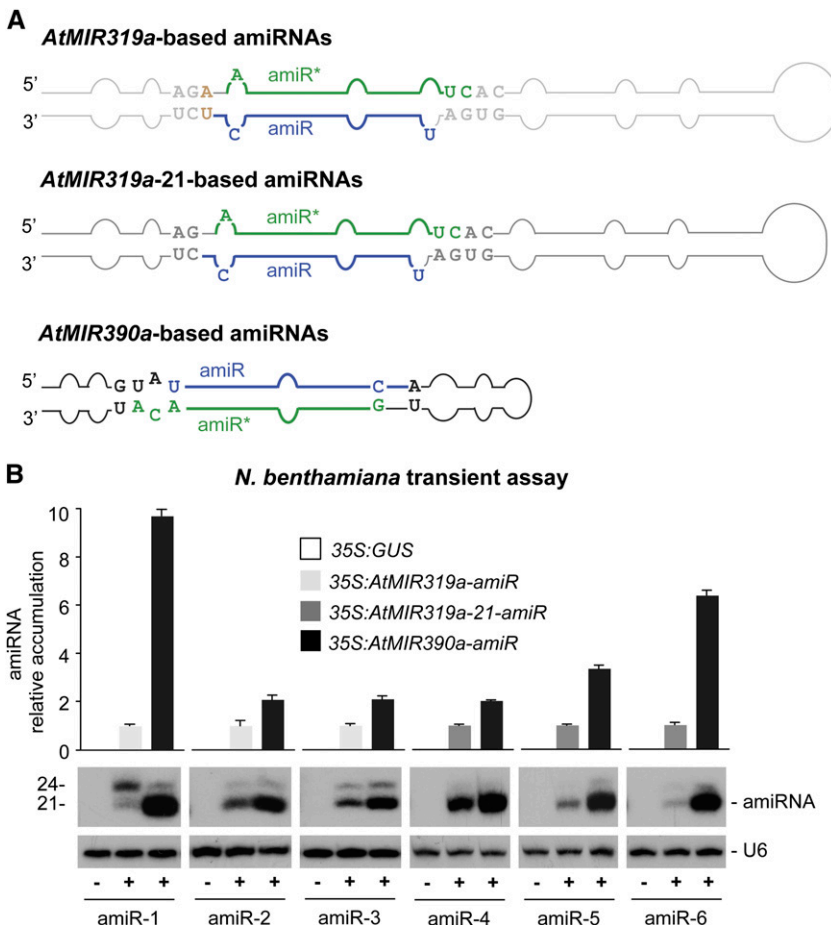 A
AtMIR319a-based amiRNAs
A
5' AGA amiR* UCAC
3' UCU amiR AGUG
C U
AtMIR319a-21-based amiRNAs
A
5' AG amiR* UCAC
3' UC amiR AGUG
C U
AtMIR390a-based amiRNAs
5' GUAU amiR C A
3' UACA amiR* G U
B
N. benthamiana transient assay
amiRNA
relative accumulation
10
8
6
4
2
0
35S:GUS
35S:AtMIR319a-amiR
35S:AtMIR319a-21-amiR
35S:AtMIR390a-amiR
24-
21-
- amiRNA
- U6
- + + - + + - + + - + + - + + - + +
amiR-1 amiR-2 amiR-3 amiR-4 amiR-5 amiR-6